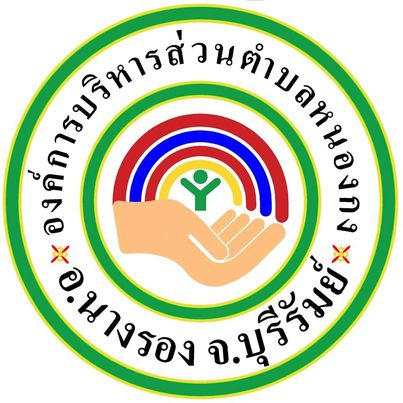 องค์การบริหารส่วนตำบลหนองกง
อ.นางรอง จ.บุรีรัมย์